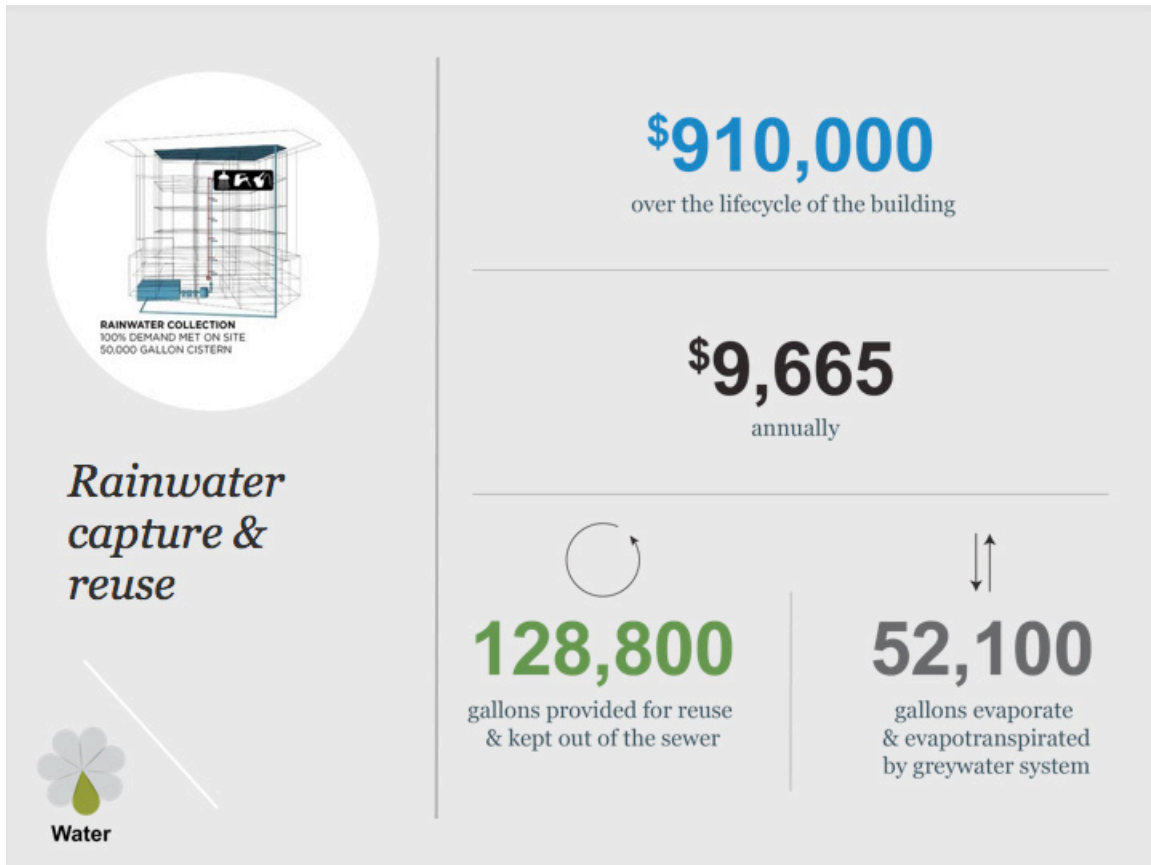 RAINWATER COLLECTION
100% DEMAND MET ON SITE
50,000 GALLON CISTERN
Rainwater
capture &
reuse
Water
$910,000
over the lifecycle of the building
$9,665
annually
128,800
gallons provided for reuse
& kept out of the sewer
52,100
gallons evaporate
& evapotranspirated
by greywater system